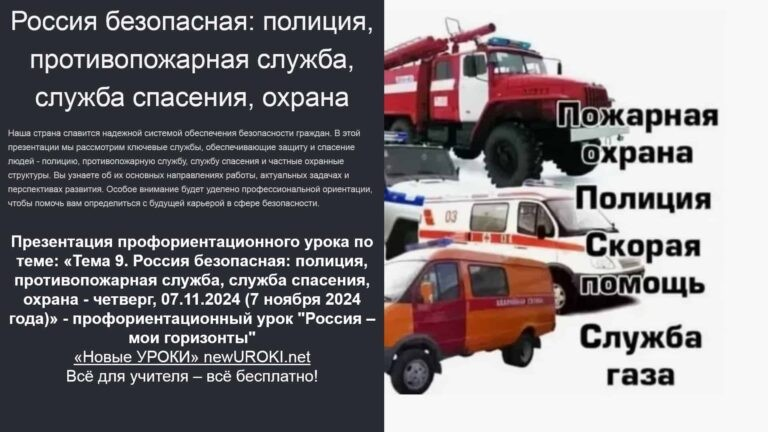 Россия безопасная: полиция,
противопожарная служба,
служба спасения, охрана
Наша страна славится надежной системой обеспечения безопасности граждан. В этой
презентации мы рассмотрим ключевые службы, обеспечивающие защиту и спасение
людей - полицию, противопожарную службу, службу спасения и частные охранные
структуры. Вы узнаете об их основных направлениях работы, актуальных задачах и
перспективах развития. Особое внимание будет уделено профессиональной ориентации,
чтобы помочь вам определиться с будущей карьерой в сфере безопасности.
Презентация профориентационного урока по
теме: «Тема 9. Россия безопасная: полиция,
противопожарная служба, служба спасения,
охрана - четверг, 07.11.2024 (7 ноября 2024
года)» - профориентационный урок "Россия –
мои горизонты"
«Новые УРОКИ» newUROKI.net
Всё для учителя – всё бесплатно!
Пожарная
охрана
Полиция
03
Скорая
помощь
АВАРИЙНАЯ СЛУЖБА
Служба
газа